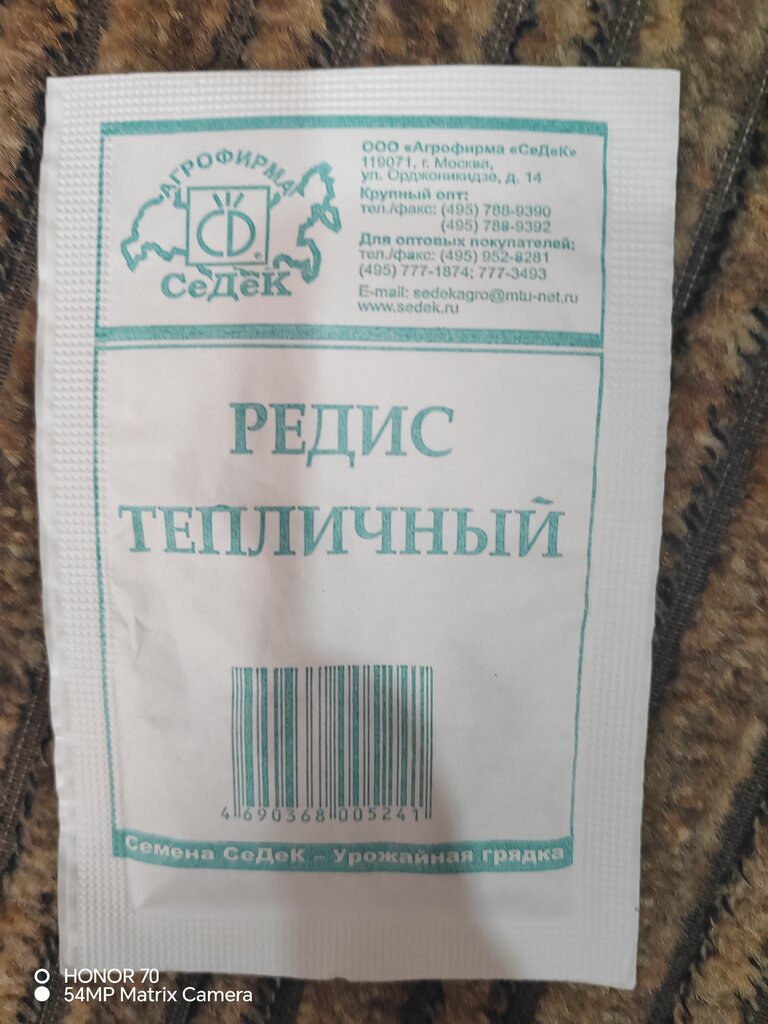 АГРОФИРМА
СФ
СеДеК
ООО «Агрофирма «СеДеК»
119071, г. Москва,
ул. Орджоникидзе, д. 14
Крупный опт:
тел./факс: (495) 788-9390
(495) 788-9392
Для оптовых покупателей:
тел./факс: (495) 952-8281
(495) 777-1874; 777-3493
E-mail: sedekagro@mtu-net.ru
www.sedek.ru
РЕДИС
ТЕПЛИЧНЫЙ
4 690368 005241
Семена СеДеК – Урожайная грядка
HONOR 70
54MP Matrix Camera